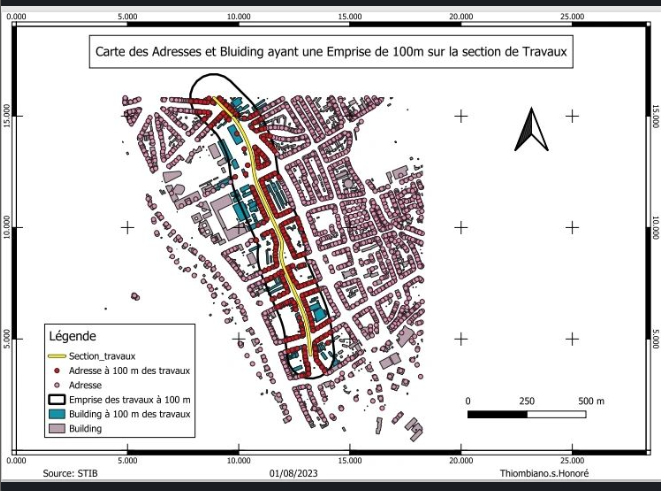 0.000 5.000 10.000 15.000 20.000 25.000
Carte des Adresses et Bluiding ayant une Emprise de 100m sur la section de Travaux
15.000 15.000
10.000 10.000
5.000 5.000
Légende
Section_travaux
Adresse à 100 m des travaux
Adresse
Emprise des travaux à 100 m
Building à 100 m des travaux
Building
0 250 500 m
0.000 5.000 10.000 15.000 20.000 25.000
Source: STIB 01/08/2023 Thiombiano.s.Honoré